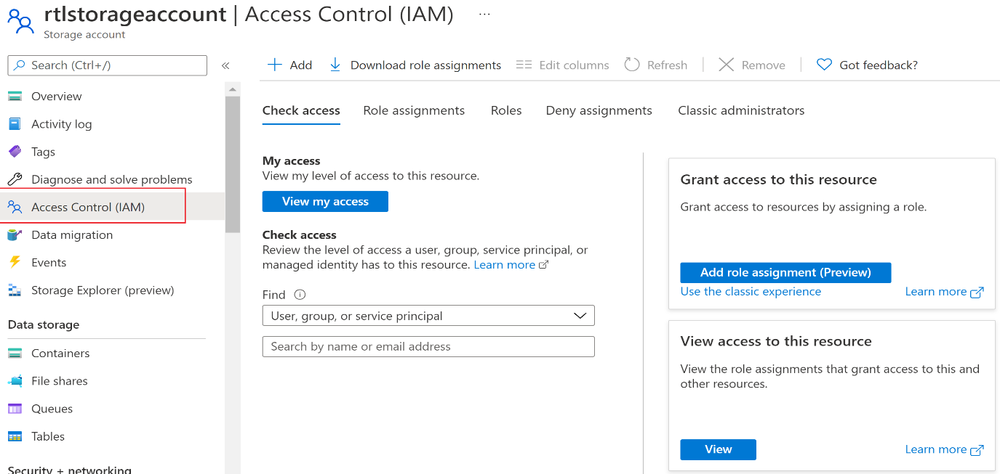 rtlstorageaccount | Access Control (IAM) ...
Storage account
Search (Ctrl+/) «
Overview
Activity log
Tags
Diagnose and solve problems
Access Control (IAM)
Data migration
Events
Storage Explorer (preview)
Data storage
Containers
File shares
Queues
Tables
Security + networking
Add Download role assignments Edit columns Refresh Remove Got feedback?
Check access Role assignments Roles Deny assignments Classic administrators
My access
View my level of access to this resource.
View my access
Check access
Review the level of access a user, group, service principal, or
managed identity has to this resource. Learn more
Find
User, group, or service principal
Search by name or email address
Grant access to this resource
Grant access to resources by assigning a role.
Add role assignment (Preview)
Use the classic experience Learn more
View access to this resource
View the role assignments that grant access to this and
other resources.
View Learn more